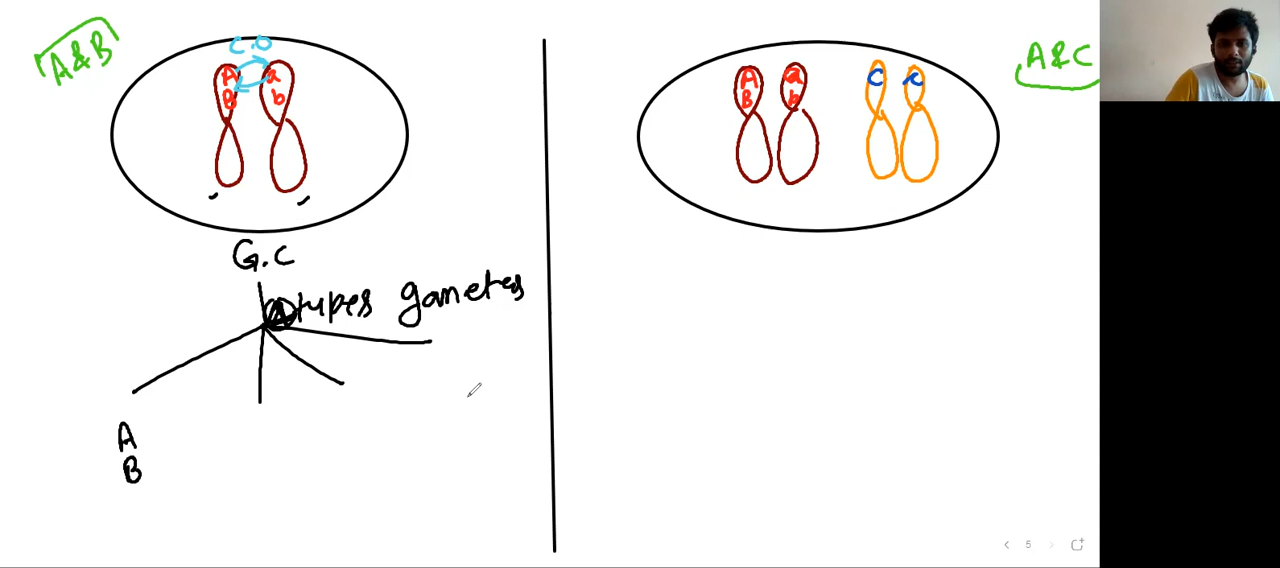 A&B
C.O
A a
B b
G.C
types gametes
A
B
A a C c
B b
A&C
5